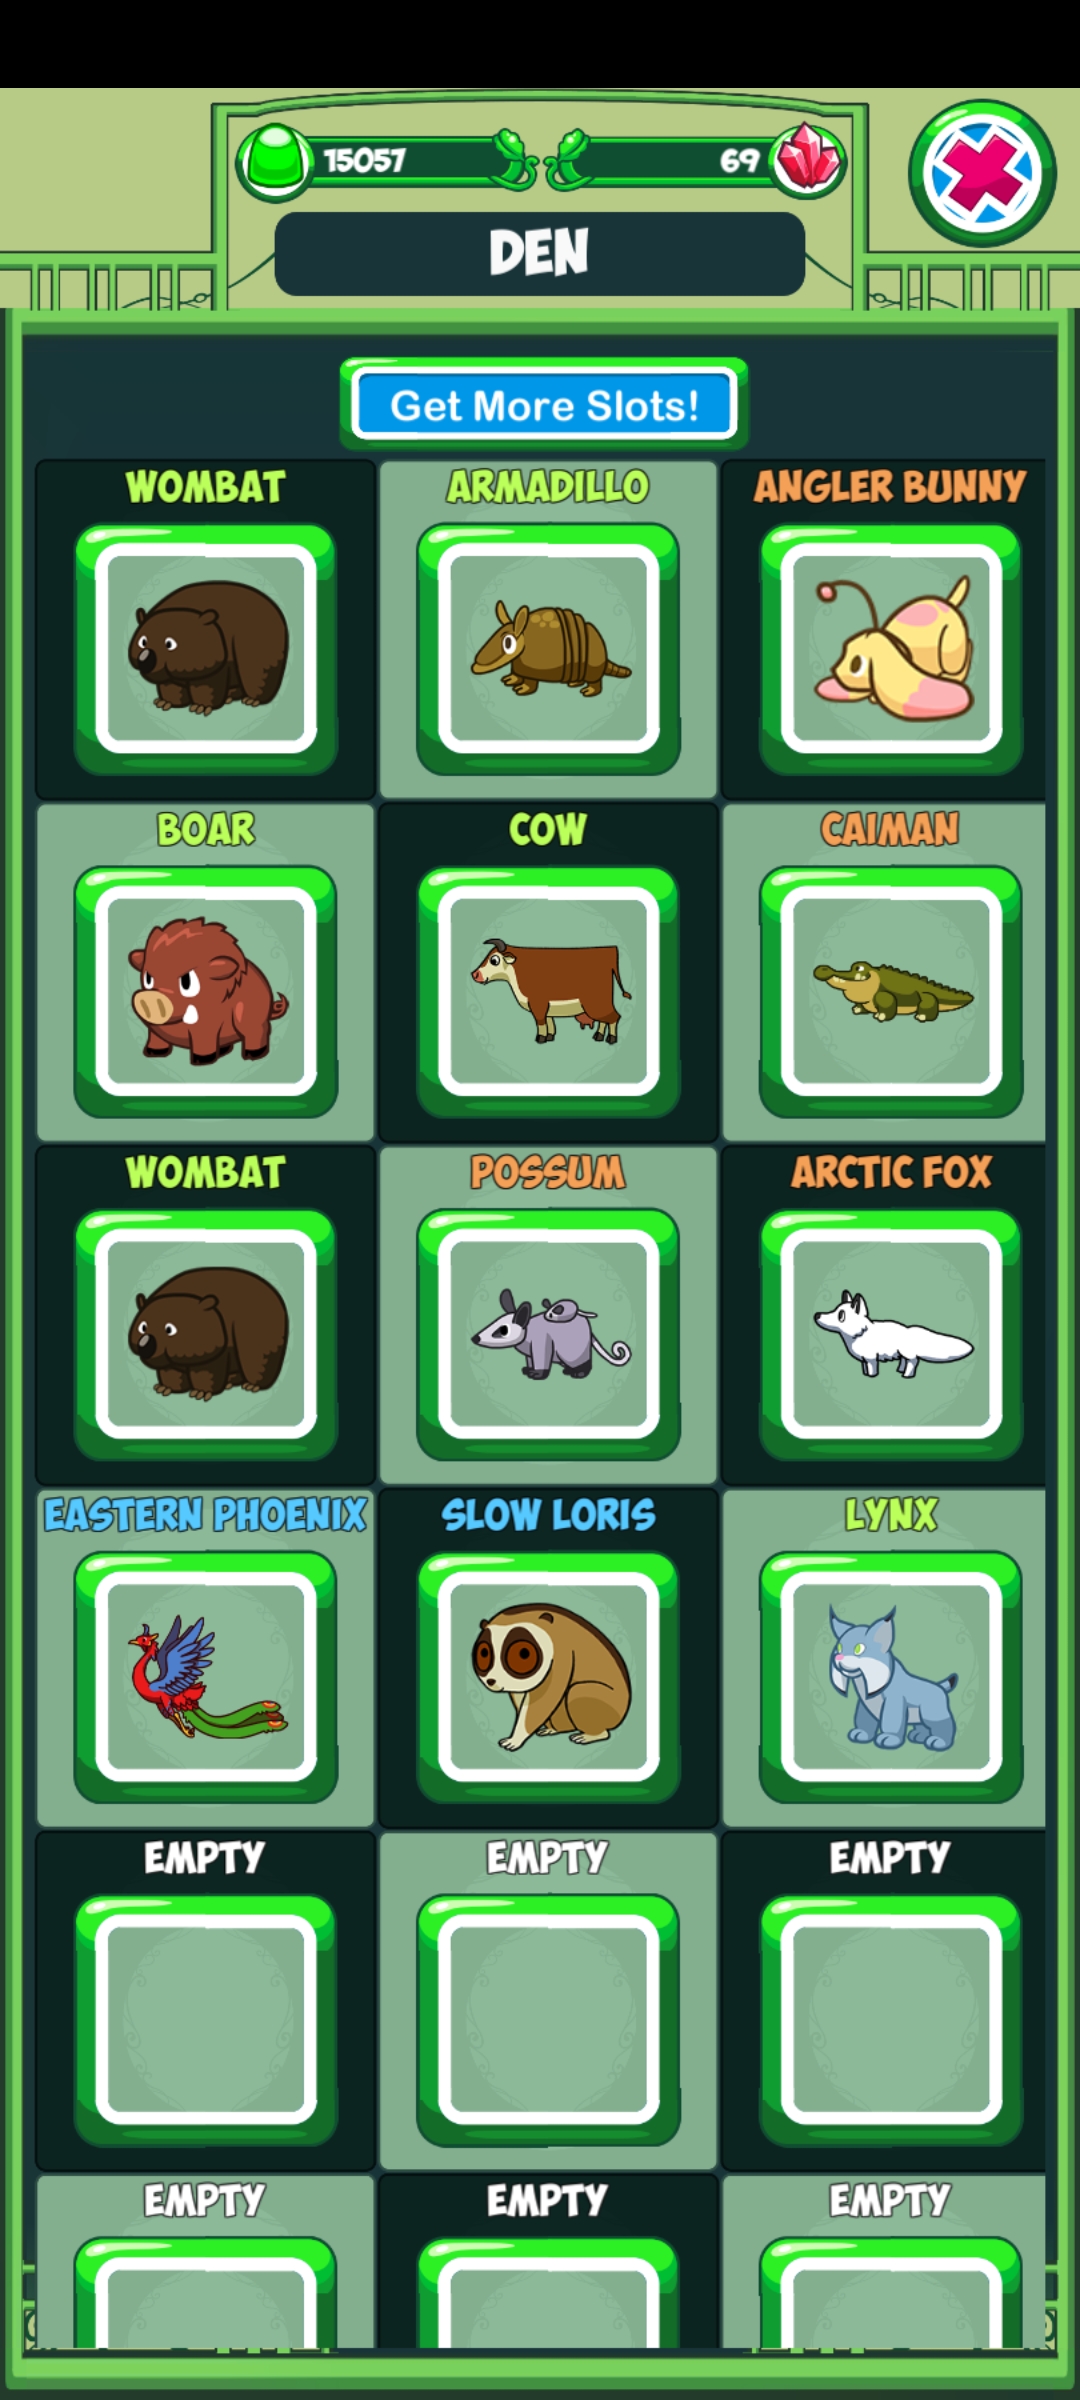 15057
69
DEN
Get More Slots!
WOMBAT
ARMADILLO
ANGLER BUNNY
BOAR
COW
CAIMAN
WOMBAT
POSSUM
ARCTIC FOX
EASTERN PHOENIX
SLOW LORIS
LYNX
EMPTY
EMPTY
EMPTY
EMPTY
EMPTY
EMPTY